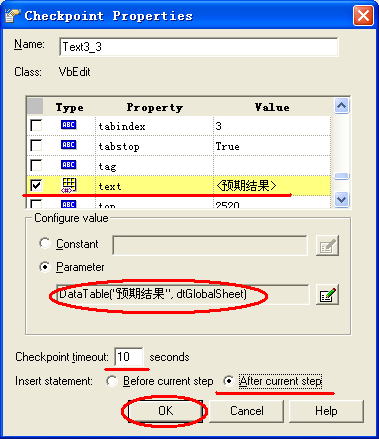 Checkpoint Properties
Name: Text3_3
Class: VbEdit
Type Property Value
ABC tabindex 3
ABC tabstop True
ABC tag
text <预期结果>
ABC top 2520
Configure value
Constant
Parameter
DataTable("预期结果", dtGlobalSheet)
Checkpoint timeout: 10 seconds
Insert statement: Before current step After current step
OK Cancel Help